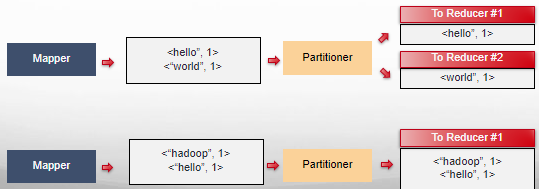 To Reducer #1
<hello", 1>
Mapper
<hello", 1>
<"world", 1>
Partitioner
To Reducer #2
<world", 1>
Mapper
<"hadoop", 1>
<"hello", 1>
Partitioner
To Reducer #1
<"hadoop", 1>
<"hello", 1>